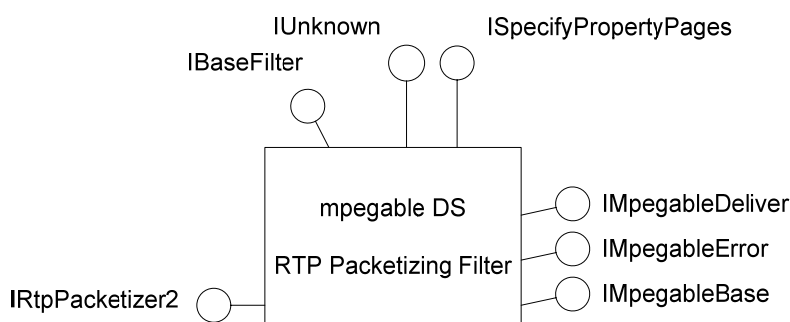 IUnknown
ISpecifyPropertyPages
IBaseFilter
mpegable DS
IMpegableDeliver
IMpegableError
RTP Packetizing Filter
IMpegableBase
IRtpPacketizer2